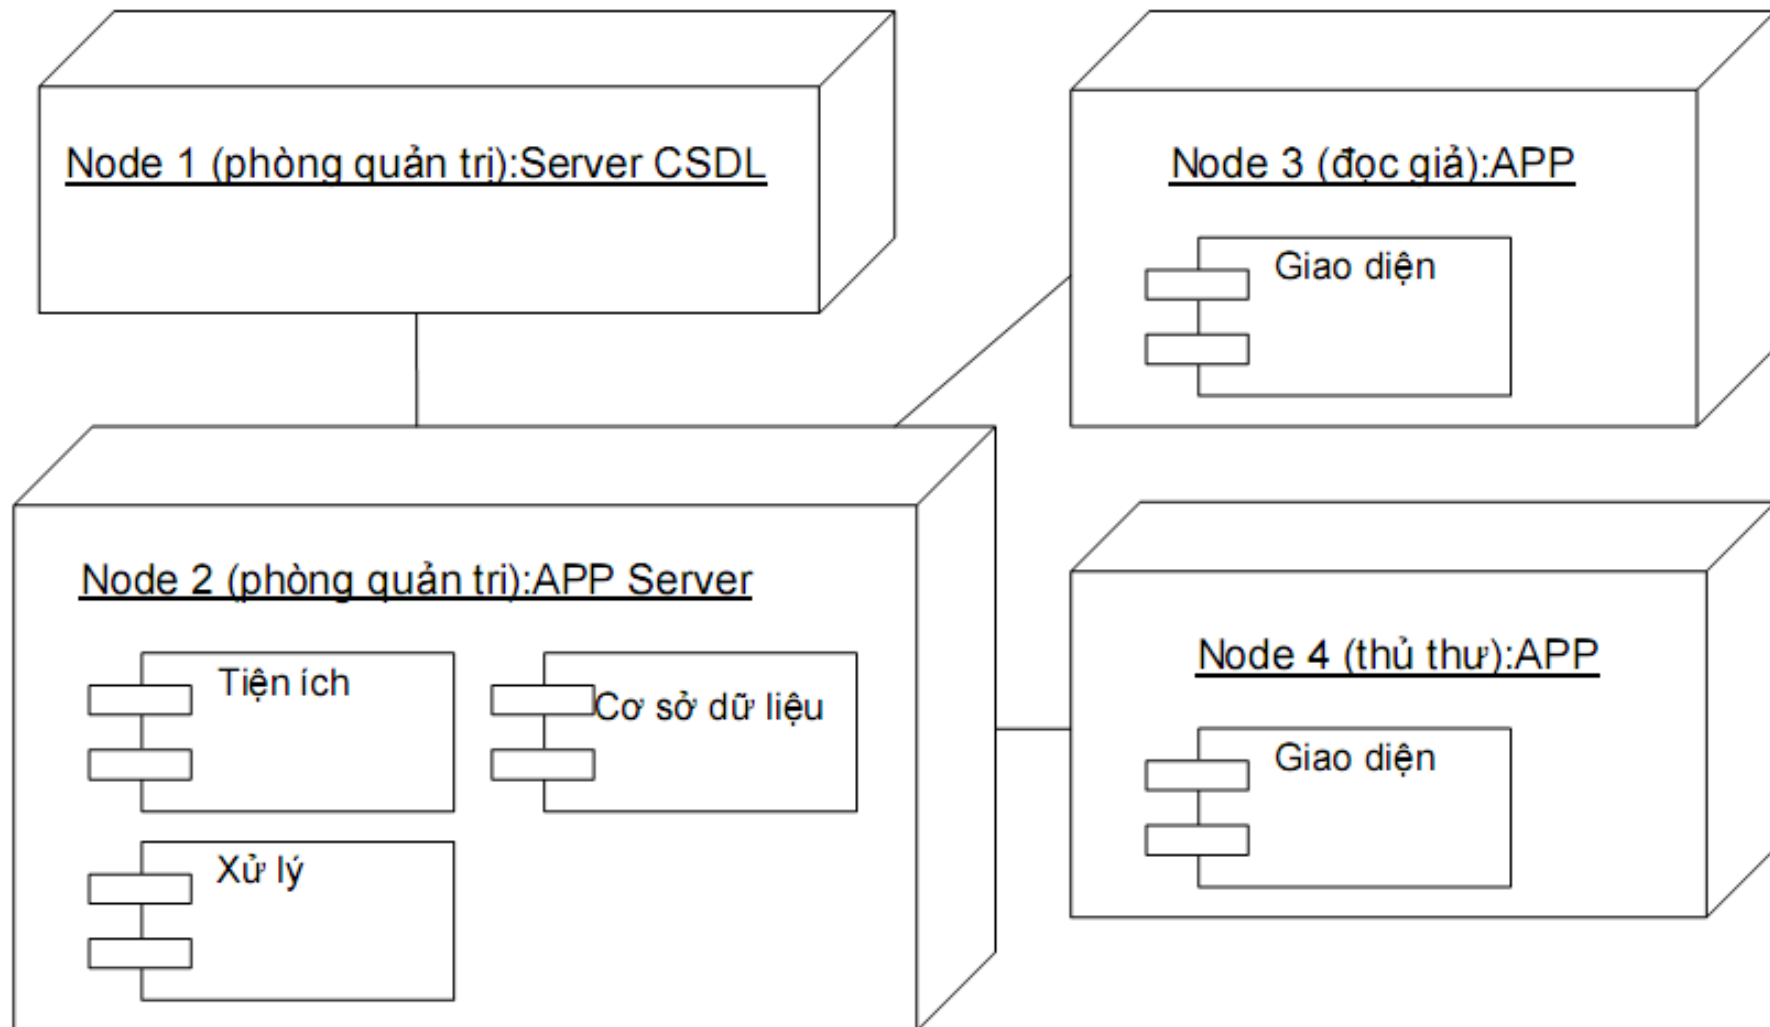 Node 1 (phòng quản trị):Server CSDL
Node 3 (đọc giả):APP
Giao diện
Node 2 (phòng quản trị):APP Server
Tiện ích
Cơ sở dữ liệu
Xử lý
Node 4 (thủ thư):APP
Giao diện